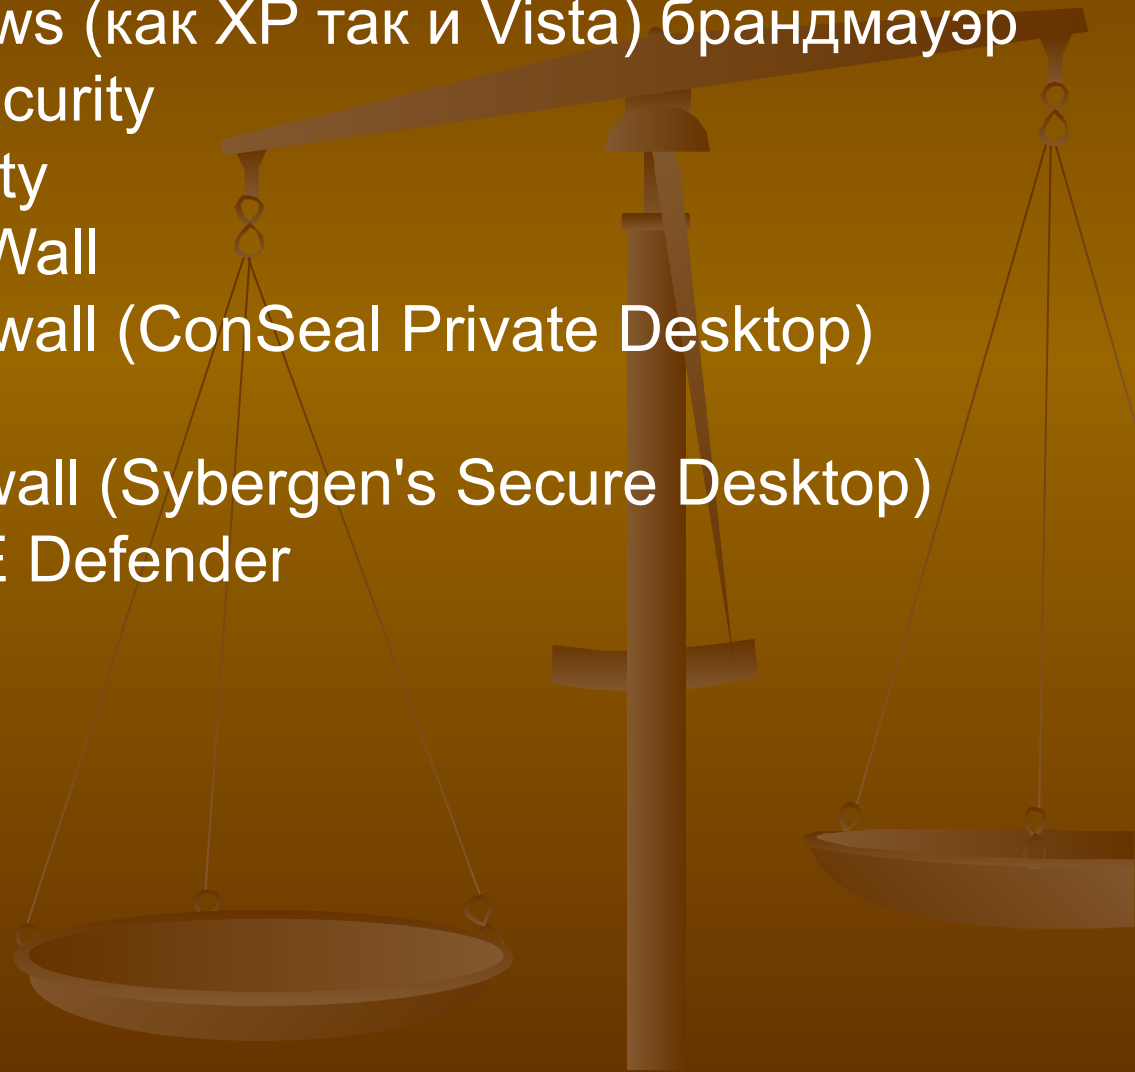 ws (как XP так и Vista) брандмауэр
curity
ty
Wall
wall (ConSeal Private Desktop)
wall (Sybergen's Secure Desktop)
E Defender